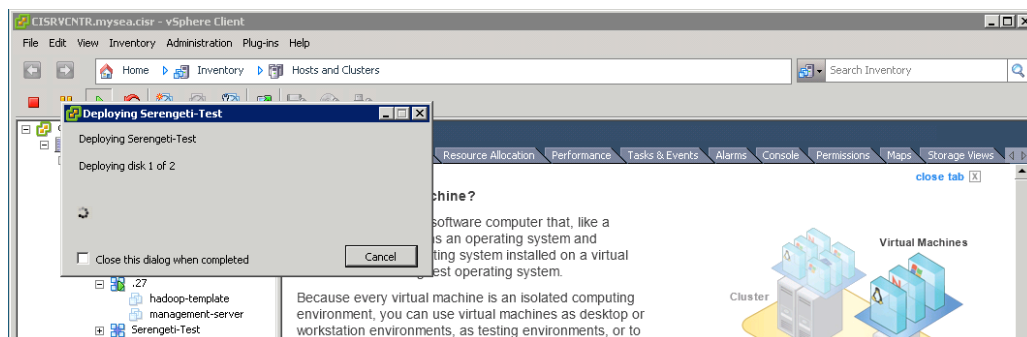 CISRVCNTR.mysea.cisr - vSphere Client
File Edit View Inventory Administration Plug-ins Help
Home Inventory Hosts and Clusters Search Inventory
Deploying Serengeti-Test
Deploying Serengeti-Test
Deploying disk 1 of 2
Close this dialog when completed Cancel
Resource Allocation Performance Tasks & Events Alarms Console Permissions Maps Storage Views
close tab X
chine?
software computer that, like a
s an operating system and
ting system installed on a virtual
est operating system.
Because every virtual machine is an isolated computing
environment, you can use virtual machines as desktop or
workstation environments, as testing environments, or to
Virtual Machines
Cluster
.27
hadoop-template
management-server
Serengeti-Test